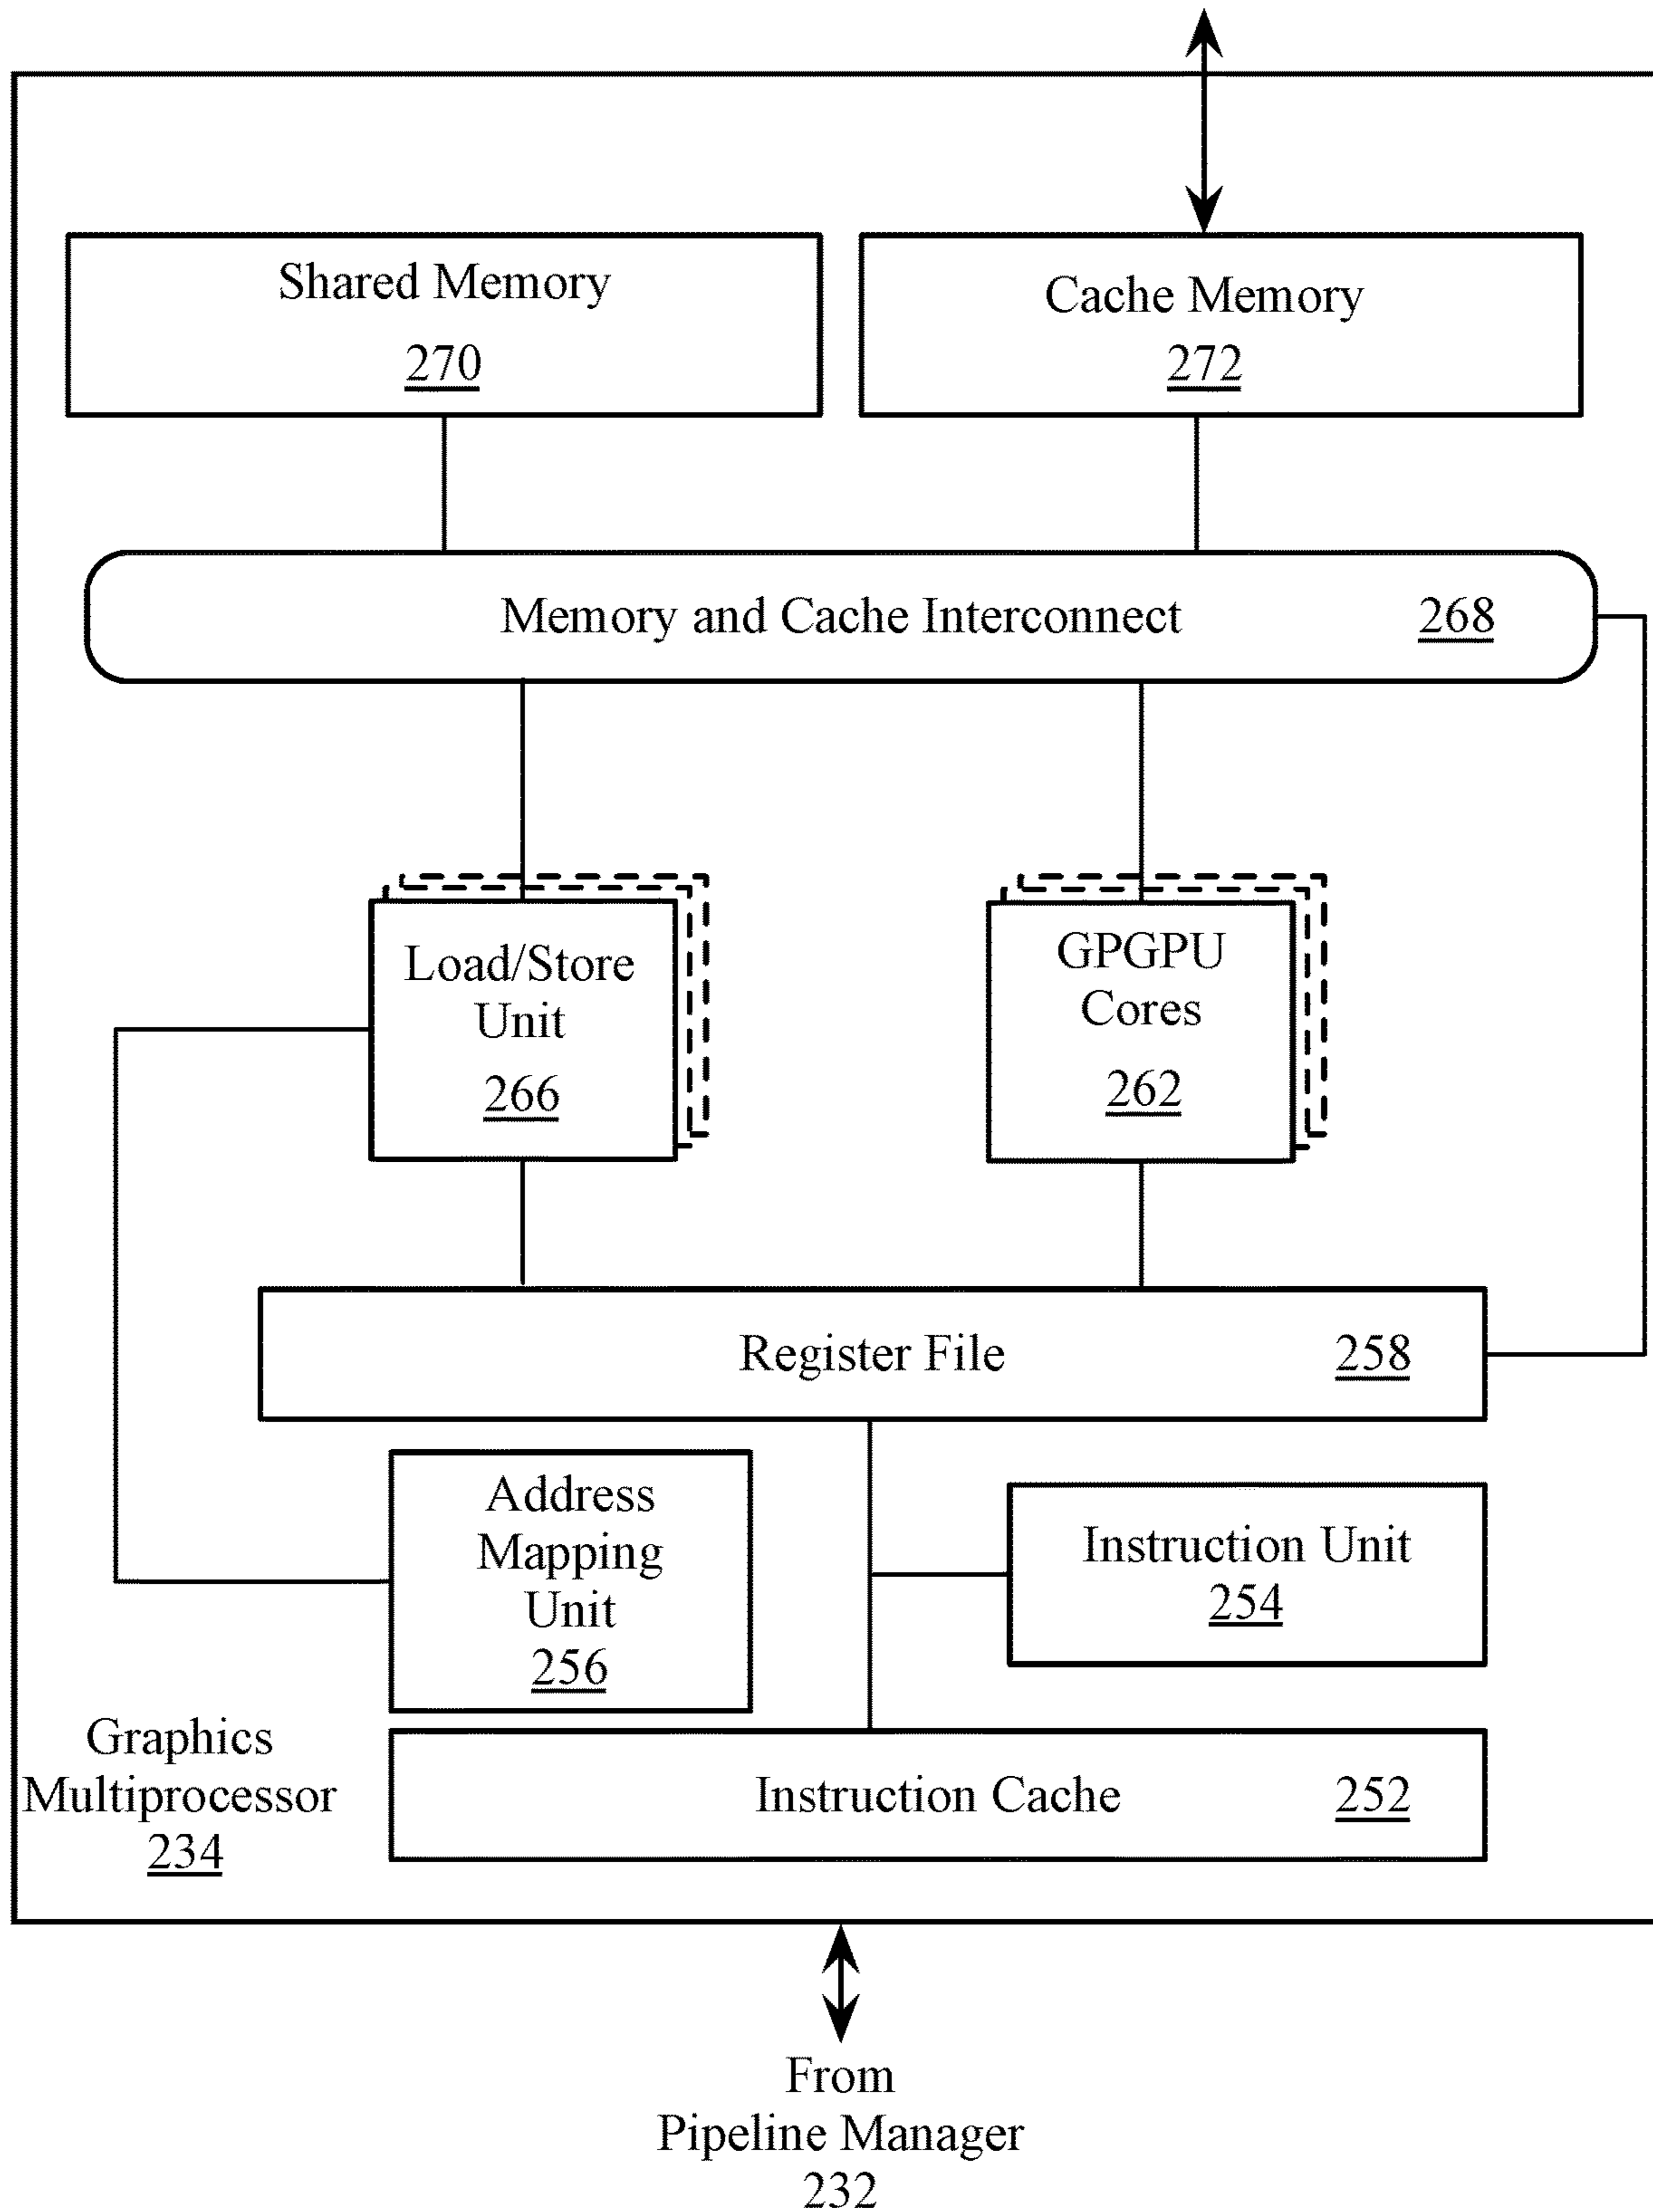 Shared Memory
270
Cache Memory
272
Memory and Cache Interconnect 268
Load/Store
Unit
266
GPGPU
Cores
262
Register File 258
Address
Mapping
Unit
256
Instruction Unit
254
Graphics
Multiprocessor
234
Instruction Cache 252
From
Pipeline Manager
232